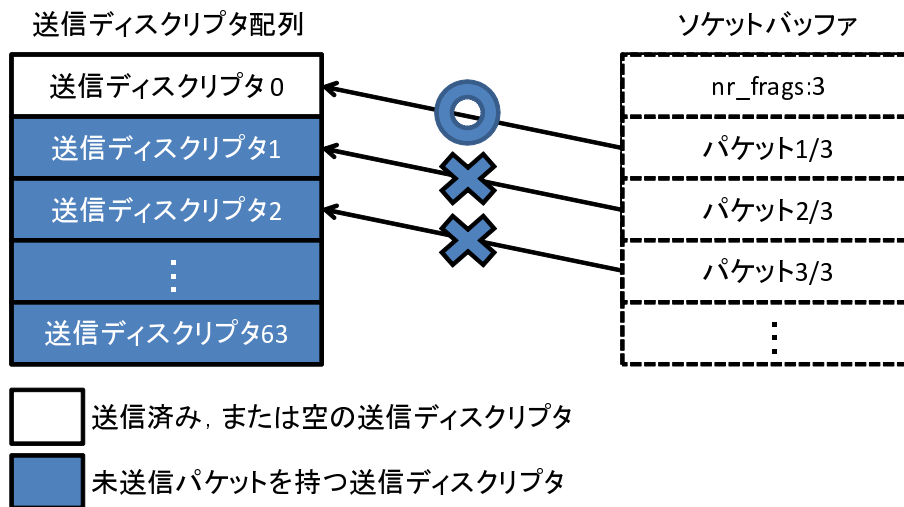 送信ディスクリプタ配列
ソケットバッファ
送信ディスクリプタ0
nr_frags:3
送信ディスクリプタ1
パケット1/3
送信ディスクリプタ2
パケット2/3
⋮
パケット3/3
送信ディスクリプタ63
⋮
送信済み，または空の送信ディスクリプタ
未送信パケットを持つ送信ディスクリプタ